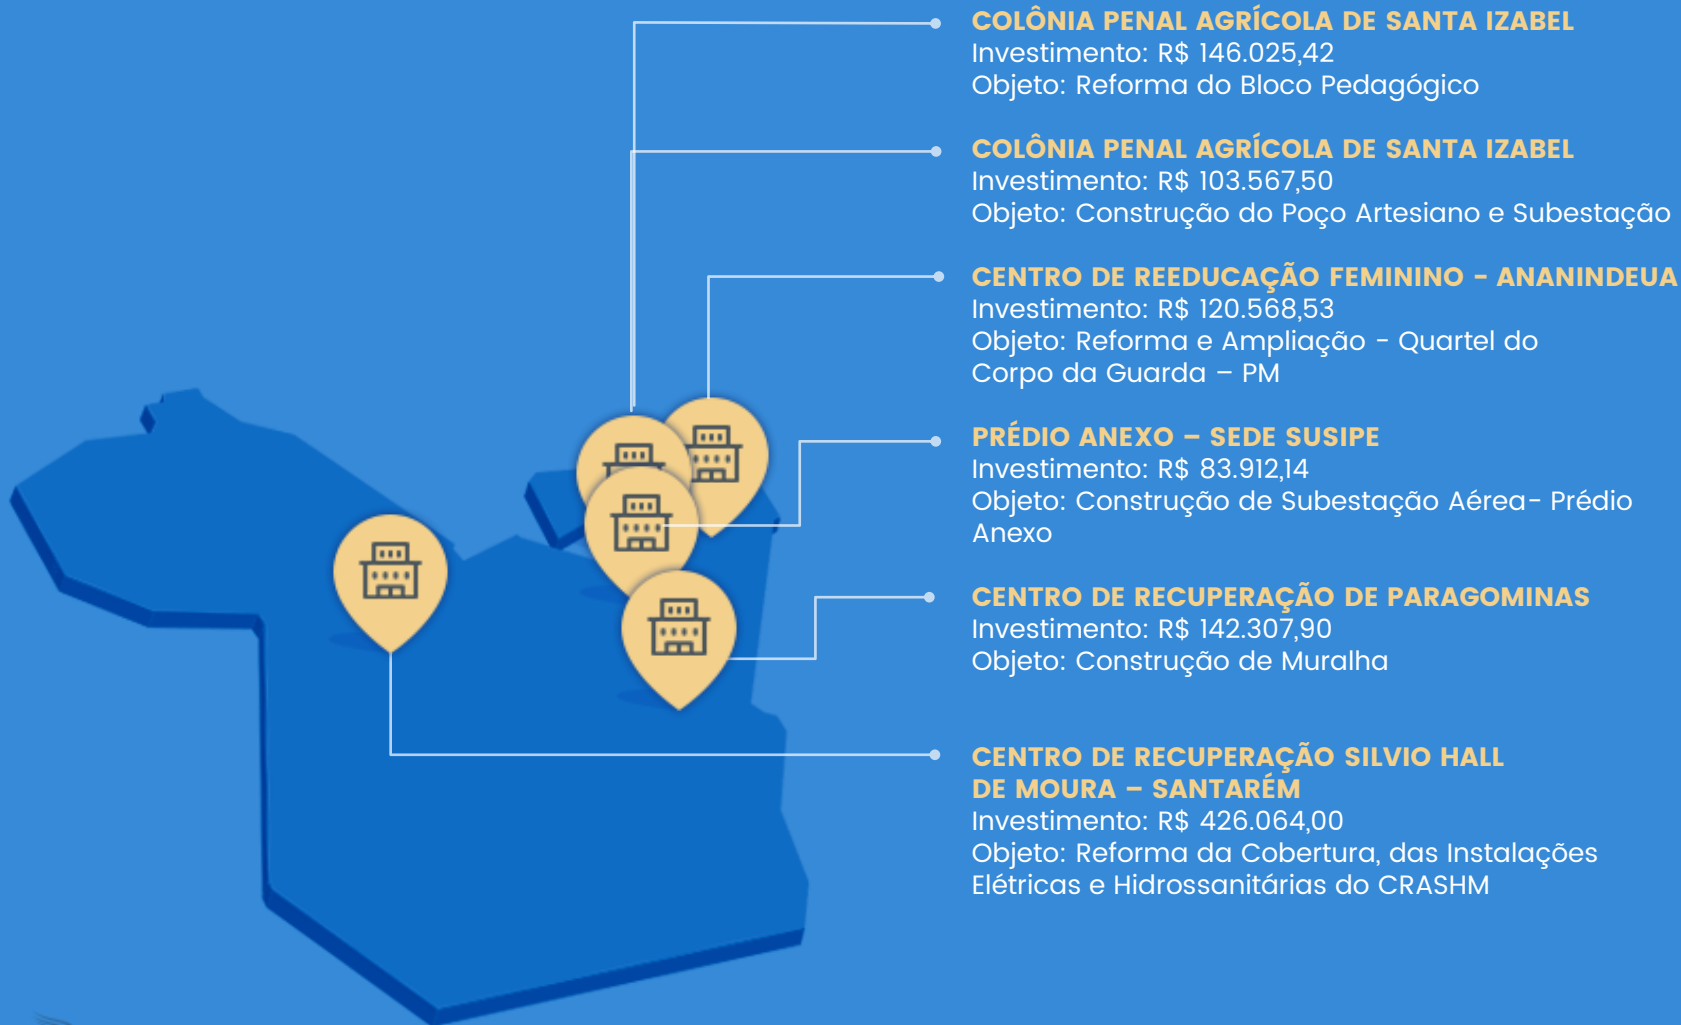 COLÔNIA PENAL AGRÍCOLA DE SANTA IZABEL
Investimento: R$ 146.025,42
Objeto: Reforma do Bloco Pedagógico
COLÔNIA PENAL AGRÍCOLA DE SANTA IZABEL
Investimento: R$ 103.567,50
Objeto: Construção do Poço Artesiano e Subestação
CENTRO DE REEDUCAÇÃO FEMININO - ANANINDEUA
Investimento: R$ 120.568,53
Objeto: Reforma e Ampliação - Quartel do
Corpo da Guarda – PM
PRÉDIO ANEXO – SEDE SUSIPE
Investimento: R$ 83.912,14
Objeto: Construção de Subestação Aérea- Prédio
Anexo
CENTRO DE RECUPERAÇÃO DE PARAGOMINAS
Investimento: R$ 142.307,90
Objeto: Construção de Muralha
CENTRO DE RECUPERAÇÃO SILVIO HALL
DE MOURA – SANTARÉM
Investimento: R$ 426.064,00
Objeto: Reforma da Cobertura, das Instalações
Elétricas e Hidrossanitárias do CRASHM